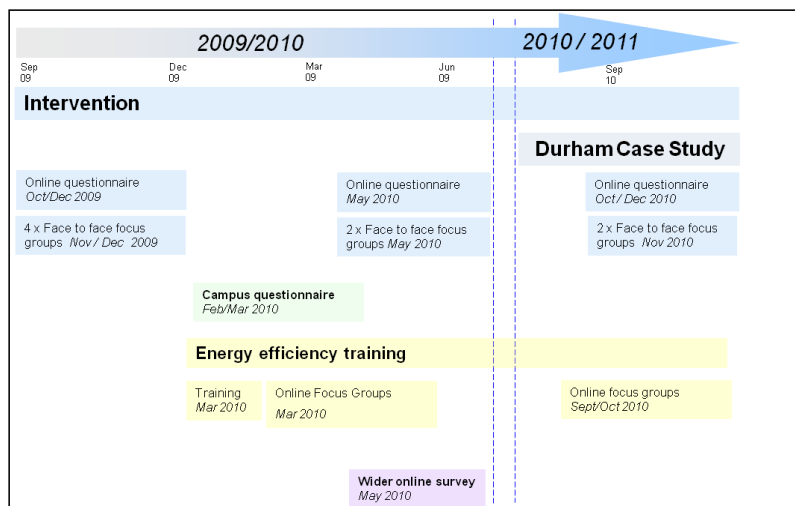 2009/2010
2010 / 2011
Sep
09
Dec
09
Mar
09
Jun
09
Sep
10
Intervention
Durham Case Study
Online questionnaire
Oct/Dec 2009
Online questionnaire
May 2010
Online questionnaire
Oct / Dec 2010
4 x Face to face focus
groups Nov / Dec 2009
2 x Face to face focus
groups May 2010
2 x Face to face focus
groups Nov 2010
Campus questionnaire
Feb/Mar 2010
Energy efficiency training
Training
Mar 2010
Online Focus Groups
Mar 2010
Online focus groups
Sept/Oct 2010
Wider online survey
May 2010